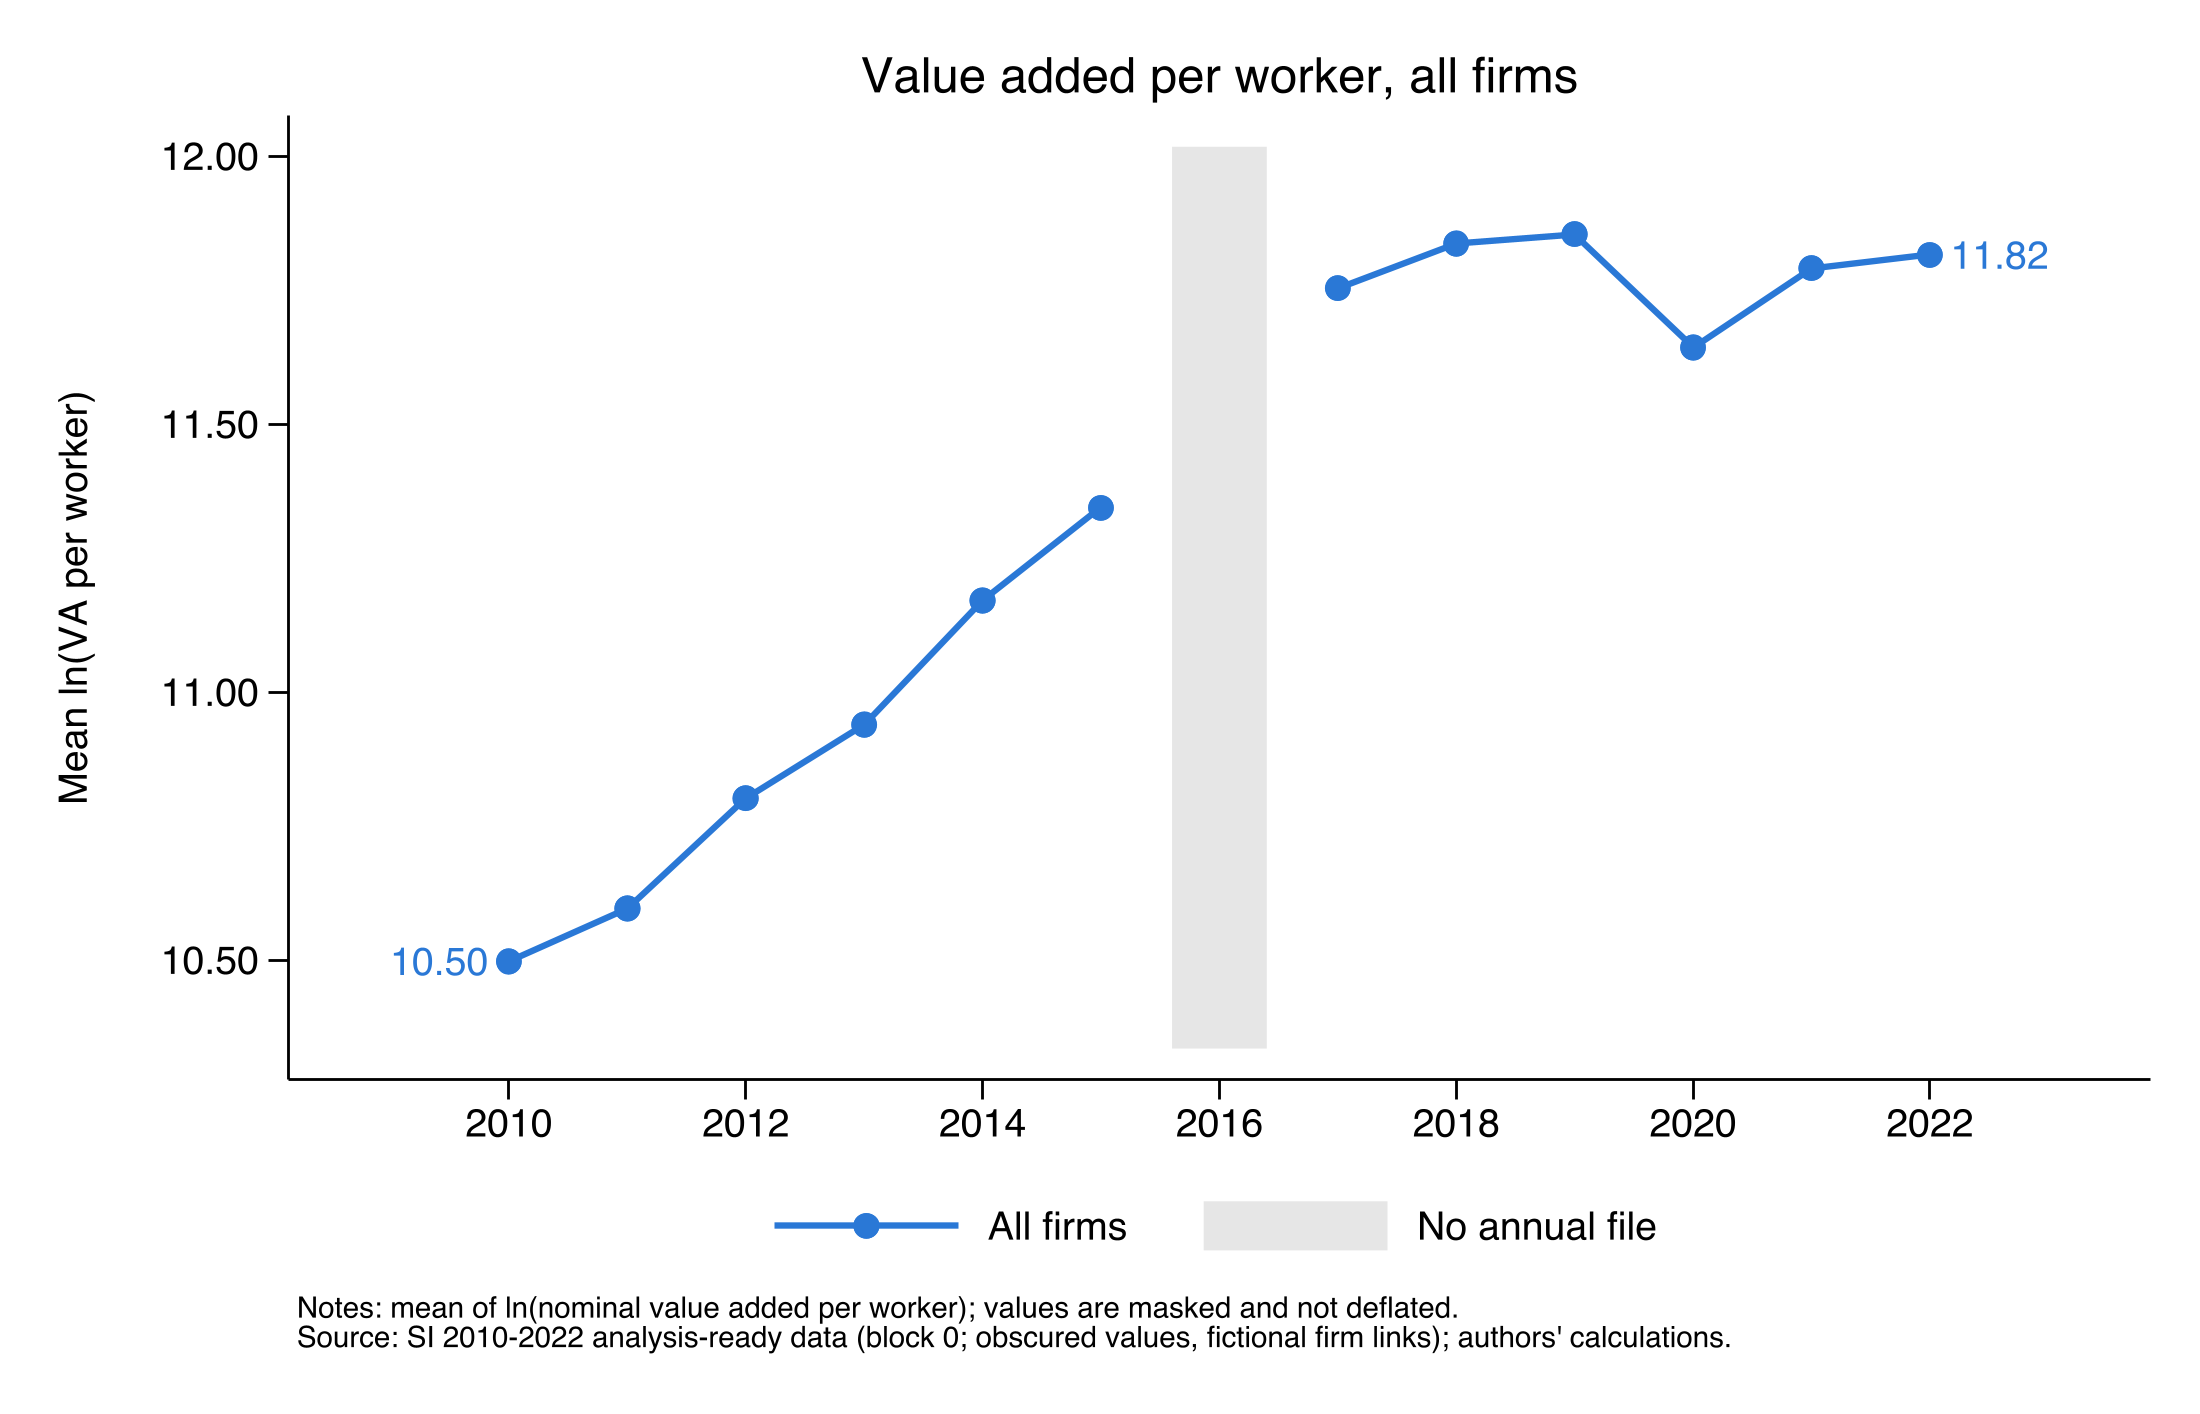 Value added per worker, all firms
12.00
11.50
11.00
10.50
Mean ln(VA per worker)
10.50
11.82
2010 2012 2014 2016 2018 2020 2022
All firms No annual file
Notes: mean of ln(nominal value added per worker); values are masked and not deflated.
Source: SI 2010-2022 analysis-ready data (block 0; obscured values, fictional firm links); authors' calculations.